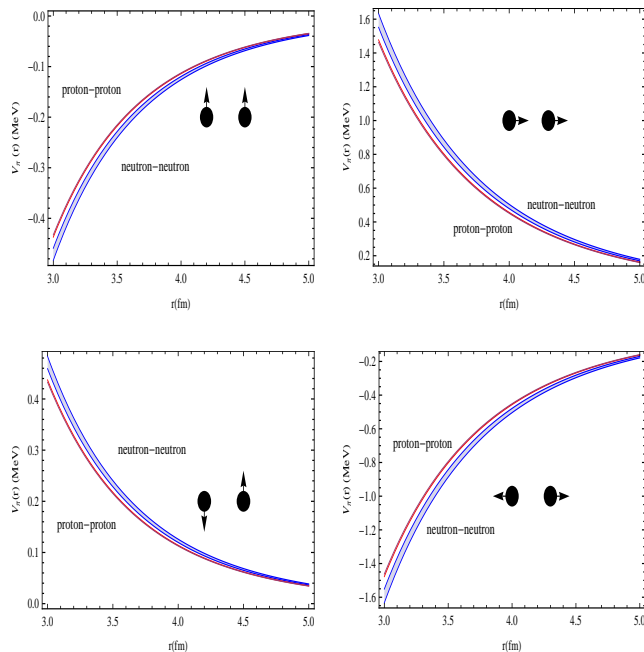 0.0
-0.1
-0.2
-0.3
-0.4
V_π (r) (MeV)
proton-proton
neutron-neutron
3.0 3.5 4.0 4.5 5.0
r(fm)
1.6
1.4
1.2
1.0
0.8
0.6
0.4
0.2
V_π(r) (MeV)
neutron-neutron
proton-proton
3.0 3.5 4.0 4.5 5.0
r(fm)
0.4
0.3
0.2
0.1
0.0
V_π(r) (MeV)
neutron-neutron
proton-proton
3.0 3.5 4.0 4.5 5.0
r(fm)
-0.2
-0.4
-0.6
-0.8
-1.0
-1.2
-1.4
-1.6
V_π(r) (MeV)
proton-proton
neutron-neutron
3.0 3.5 4.0 4.5 5.0
r(fm)